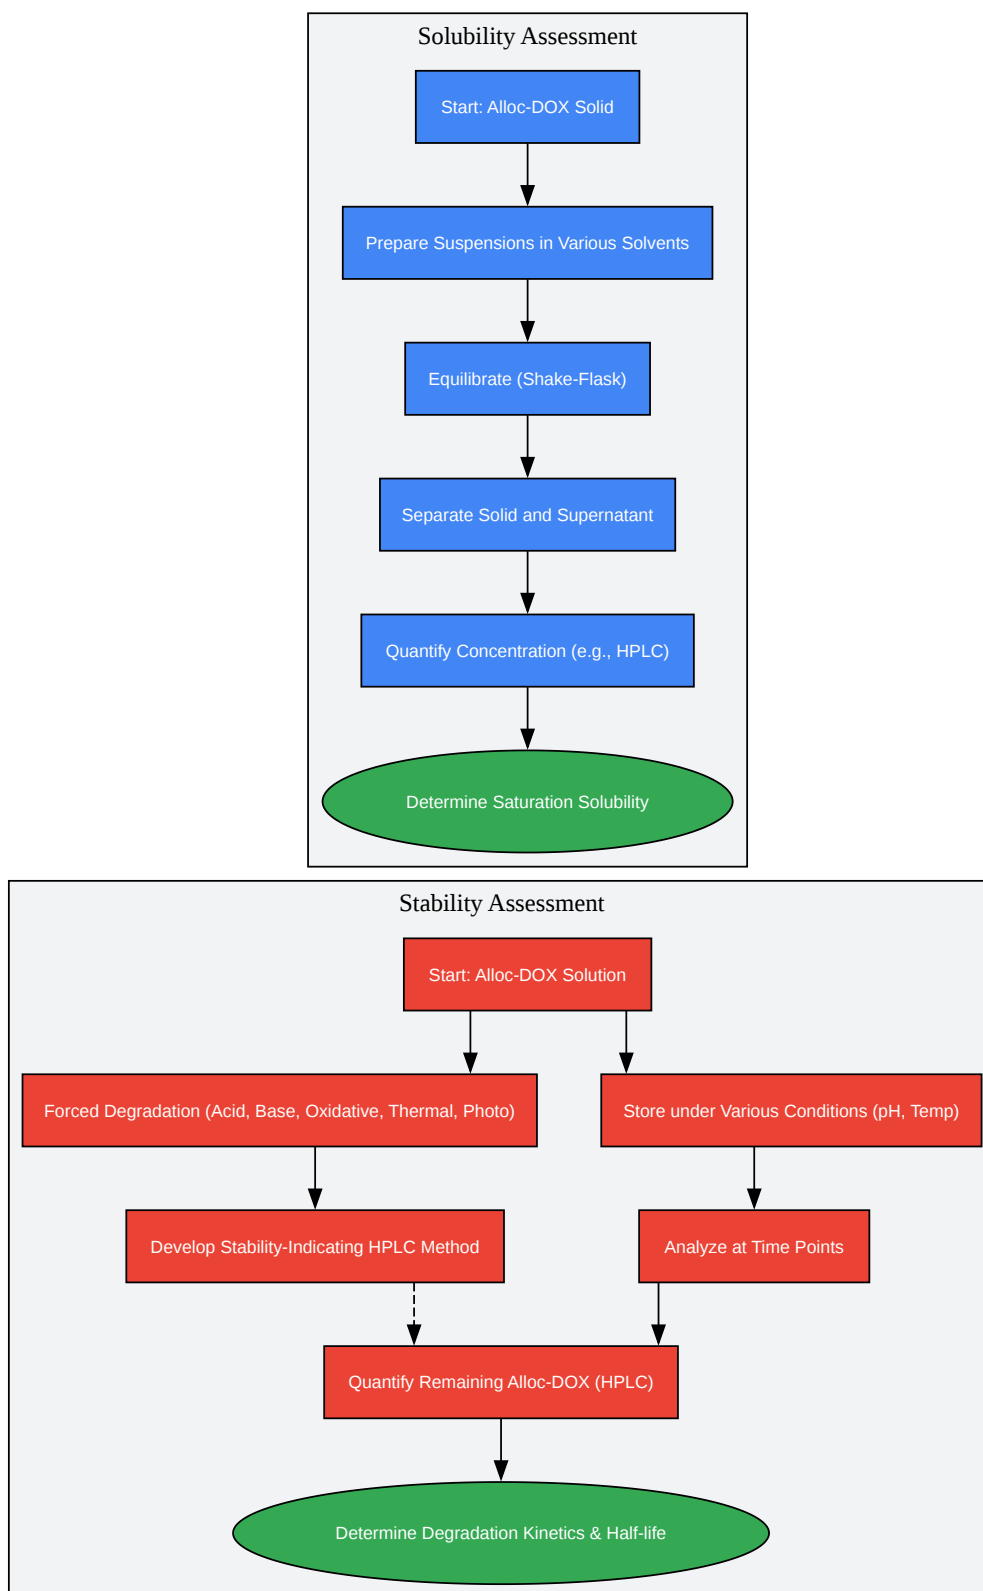 Solubility Assessment
Start: Alloc-DOX Solid
Prepare Suspensions in Various Solvents
Equilibrate (Shake-Flask)
Separate Solid and Supernatant
Quantify Concentration (e.g., HPLC)
Determine Saturation Solubility
Stability Assessment
Start: Alloc-DOX Solution
Forced Degradation (Acid, Base, Oxidative, Thermal, Photo)
Store under Various Conditions (pH, Temp)
Develop Stability-Indicating HPLC Method
Analyze at Time Points
Quantify Remaining Alloc-DOX (HPLC)
Determine Degradation Kinetics & Half-life